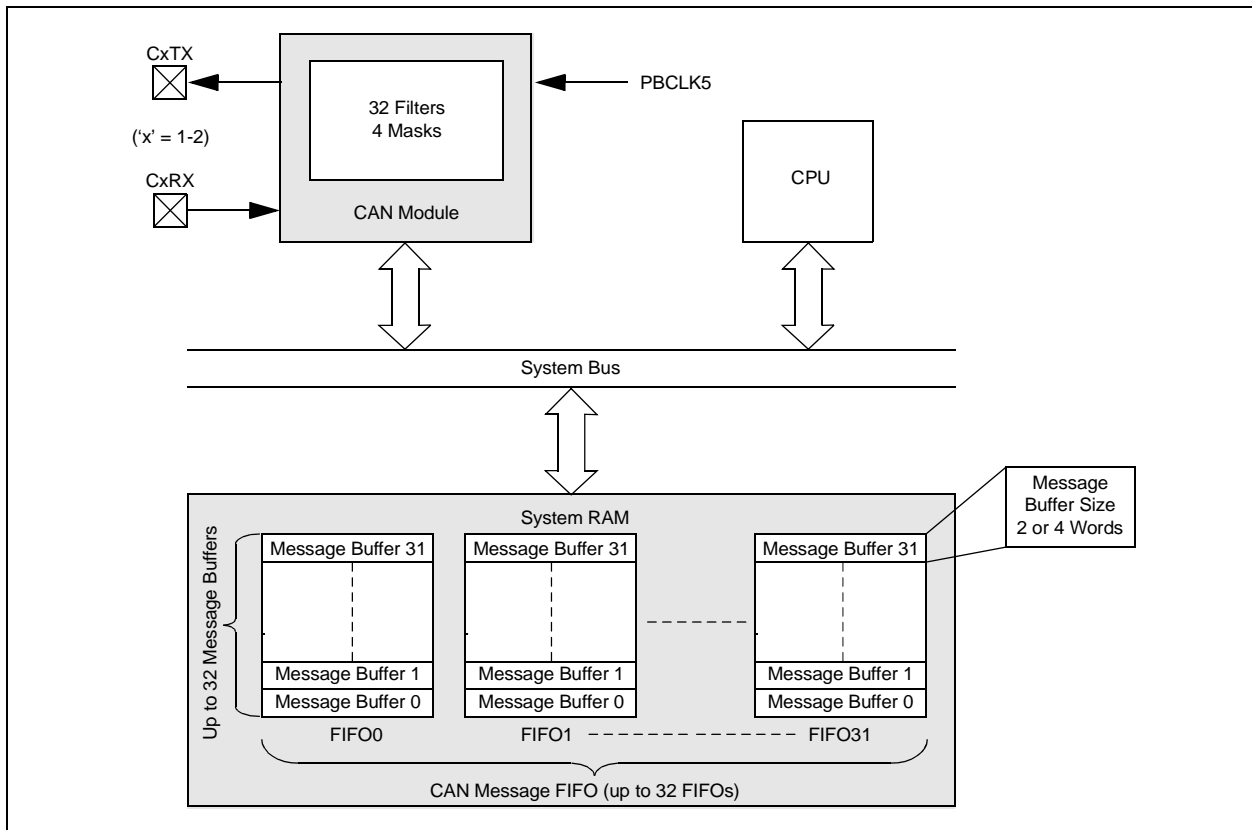 CxTX
PBCLK5
32 Filters
4 Masks
(‘x’ = 1-2)
CxRX
CPU
CAN Module
System Bus
Message
Buffer Size
2 or 4 Words
System RAM
Up to 32 Message Buffers
Message Buffer 31
Message Buffer 31
Message Buffer 31
Message Buffer 1
Message Buffer 1
Message Buffer 1
Message Buffer 0
Message Buffer 0
Message Buffer 0
FIFO0
FIFO1
FIFO31
CAN Message FIFO (up to 32 FIFOs)